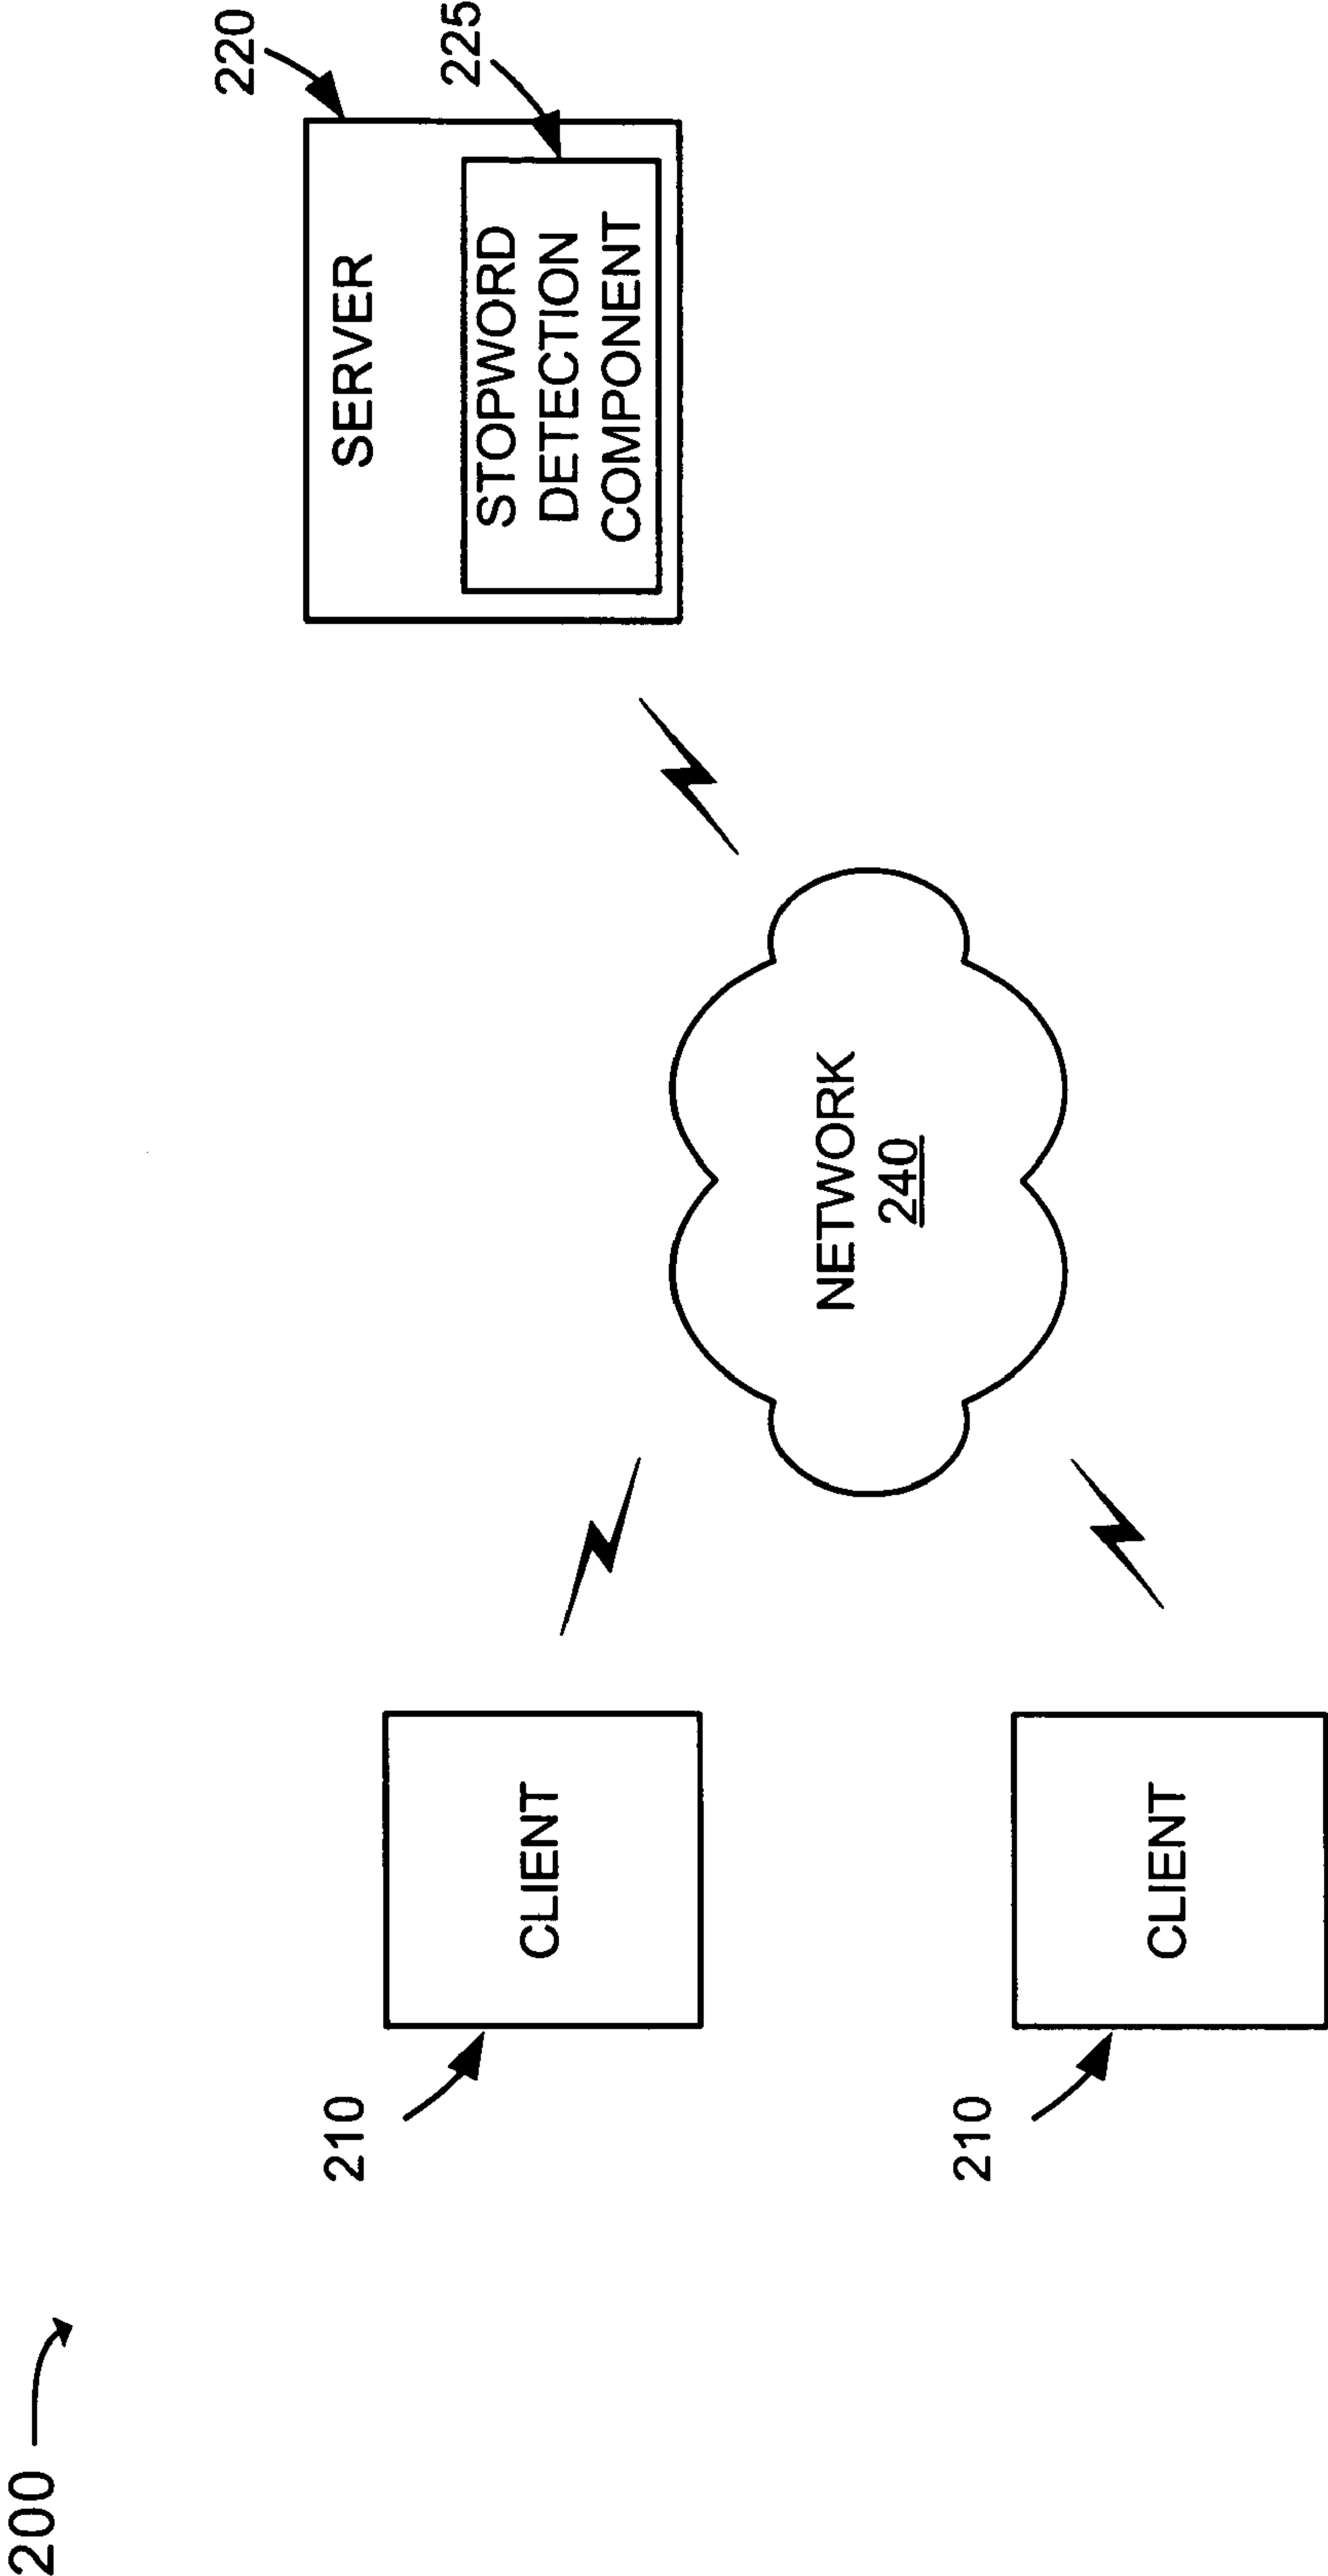 200
220
SERVER
225
STOPWORD
DETECTION
COMPONENT
210
CLIENT
NETWORK
240
210
CLIENT